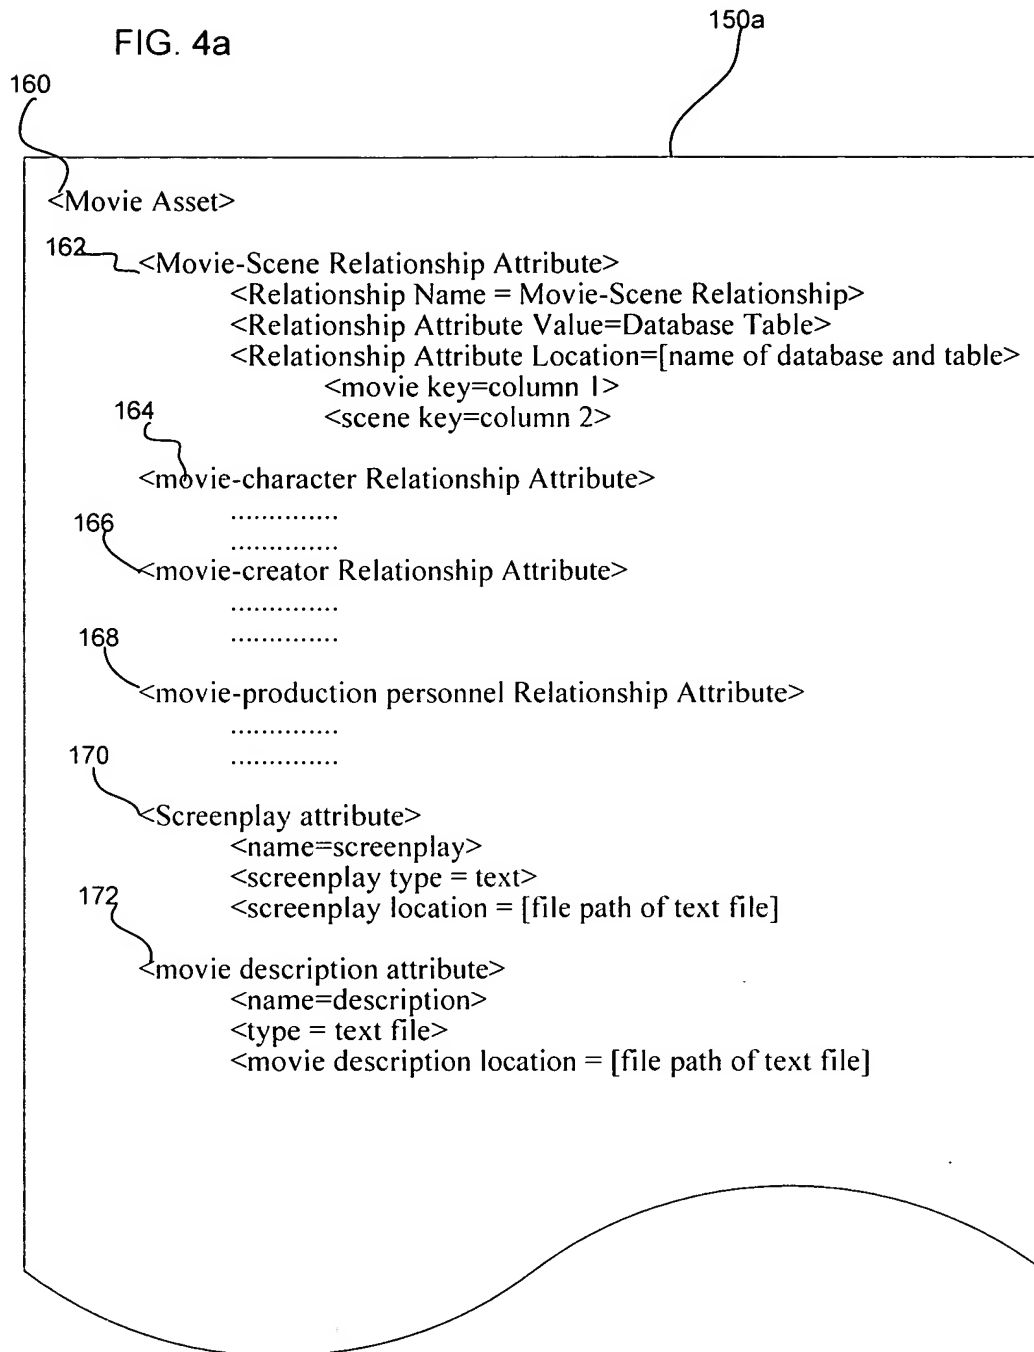 FIG. 4a
150a
160
<Movie Asset>
162
<Movie-Scene Relationship Attribute>
<Relationship Name = Movie-Scene Relationship>
<Relationship Attribute Value=Database Table>
<Relationship Attribute Location=[name of database and table>
<movie key=column 1>
<scene key=column 2>
164
<movie-character Relationship Attribute>
..............
..............
166
<movie-creator Relationship Attribute>
..............
..............
168
<movie-production personnel Relationship Attribute>
..............
..............
170
<Screenplay attribute>
<name=screenplay>
<screenplay type = text>
<screenplay location = [file path of text file]
172
<movie description attribute>
<name=description>
<type = text file>
<movie description location = [file path of text file]